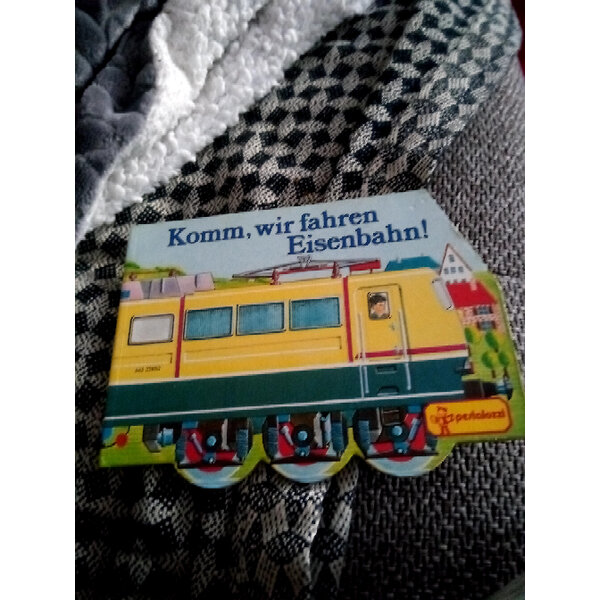 Komm, wir fahren
Eisenbahn!
pestalozzi